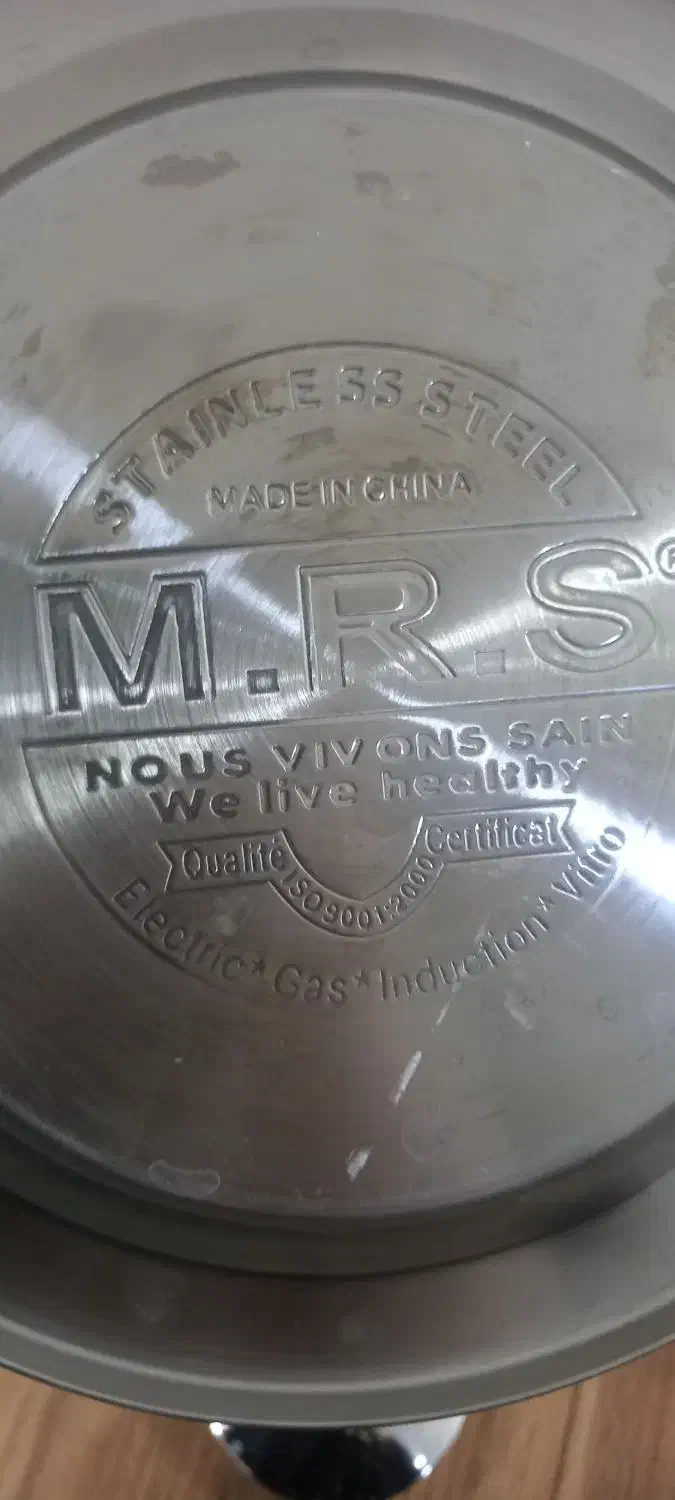 STAINLESS STEEL
MADE IN CHINA
M.R.S®
NOUS VIVONS SAIN
We live healthy
Qualité Certificat
ISO9001:2000
Electric*Gas*Induction*Vitro